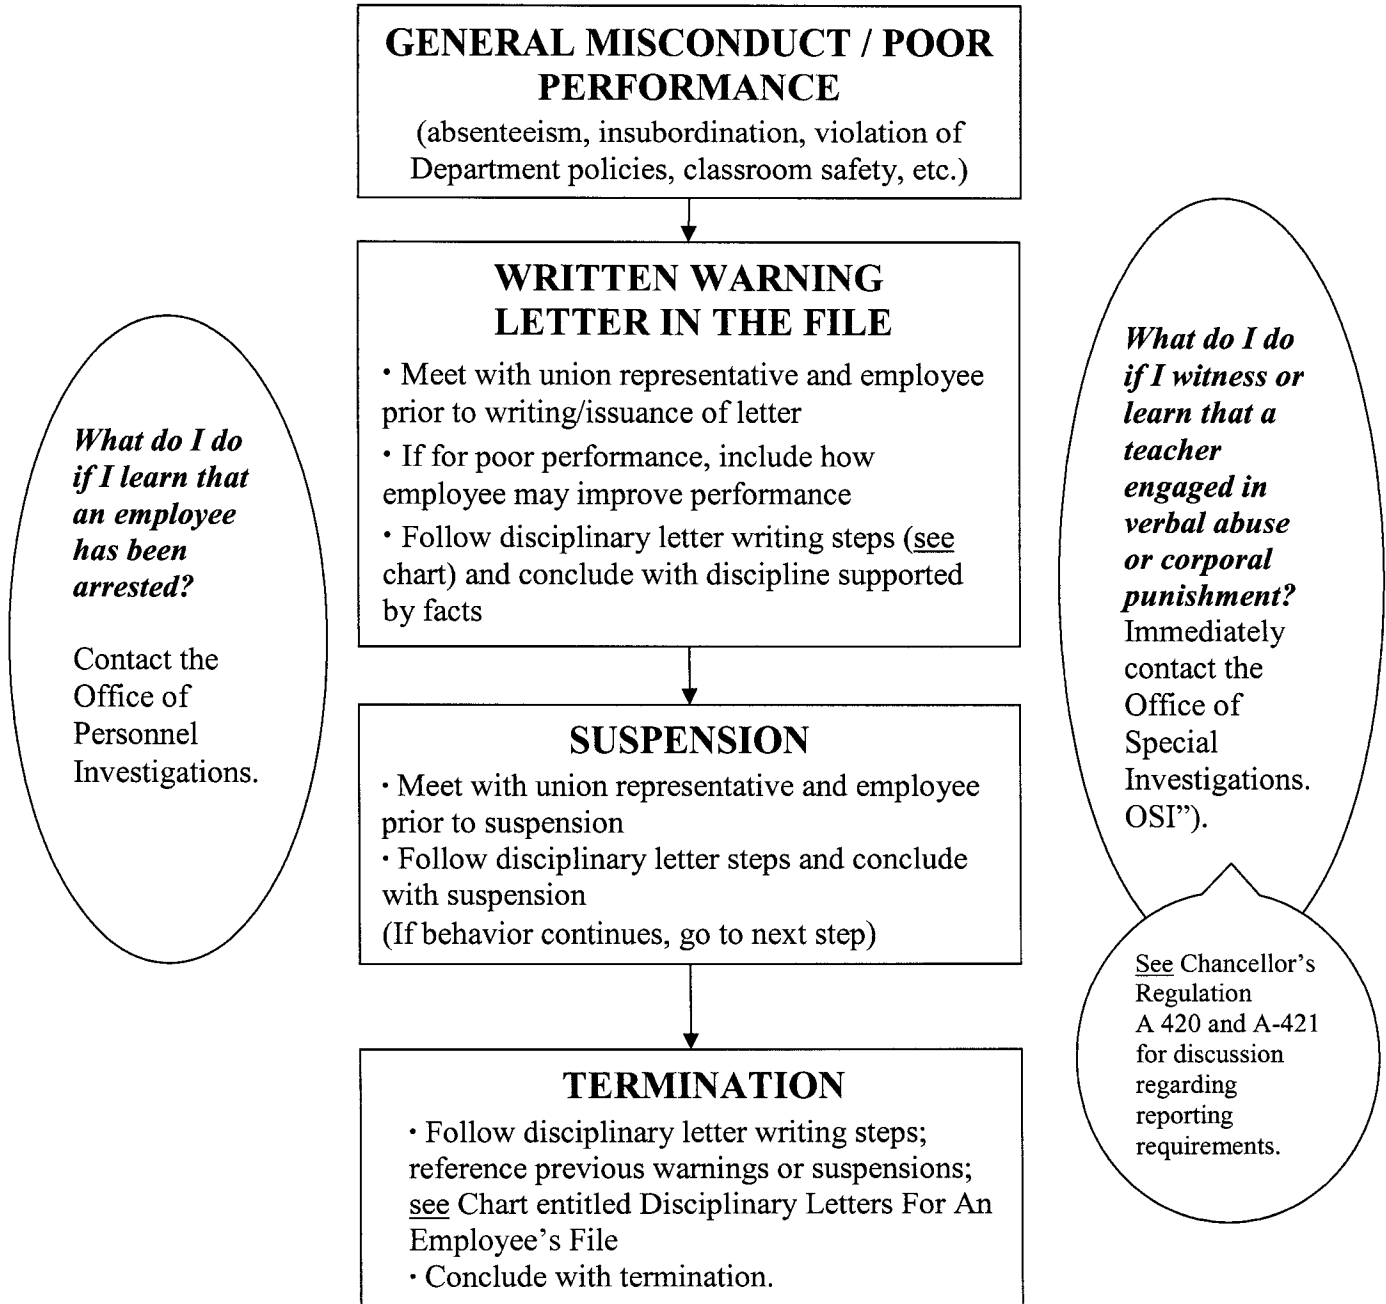 GENERAL MISCONDUCT / POOR
PERFORMANCE
(absenteeism, insubordination, violation of
Department policies, classroom safety, etc.)
WRITTEN WARNING
LETTER IN THE FILE
· Meet with union representative and employee
prior to writing/issuance of letter
· If for poor performance, include how
employee may improve performance
· Follow disciplinary letter writing steps (see
chart) and conclude with discipline supported
by facts
SUSPENSION
· Meet with union representative and employee
prior to suspension
· Follow disciplinary letter steps and conclude
with suspension
(If behavior continues, go to next step)
TERMINATION
· Follow disciplinary letter writing steps;
reference previous warnings or suspensions;
see Chart entitled Disciplinary Letters For An
Employee’s File
· Conclude with termination.
What do I do
if I learn that
an employee
has been
arrested?
Contact the
Office of
Personnel
Investigations.
What do I do
if I witness or
learn that a
teacher
engaged in
verbal abuse
or corporal
punishment?
Immediately
contact the
Office of
Special
Investigations.
OSI”).
See Chancellor’s
Regulation
A 420 and A-421
for discussion
regarding
reporting
requirements.